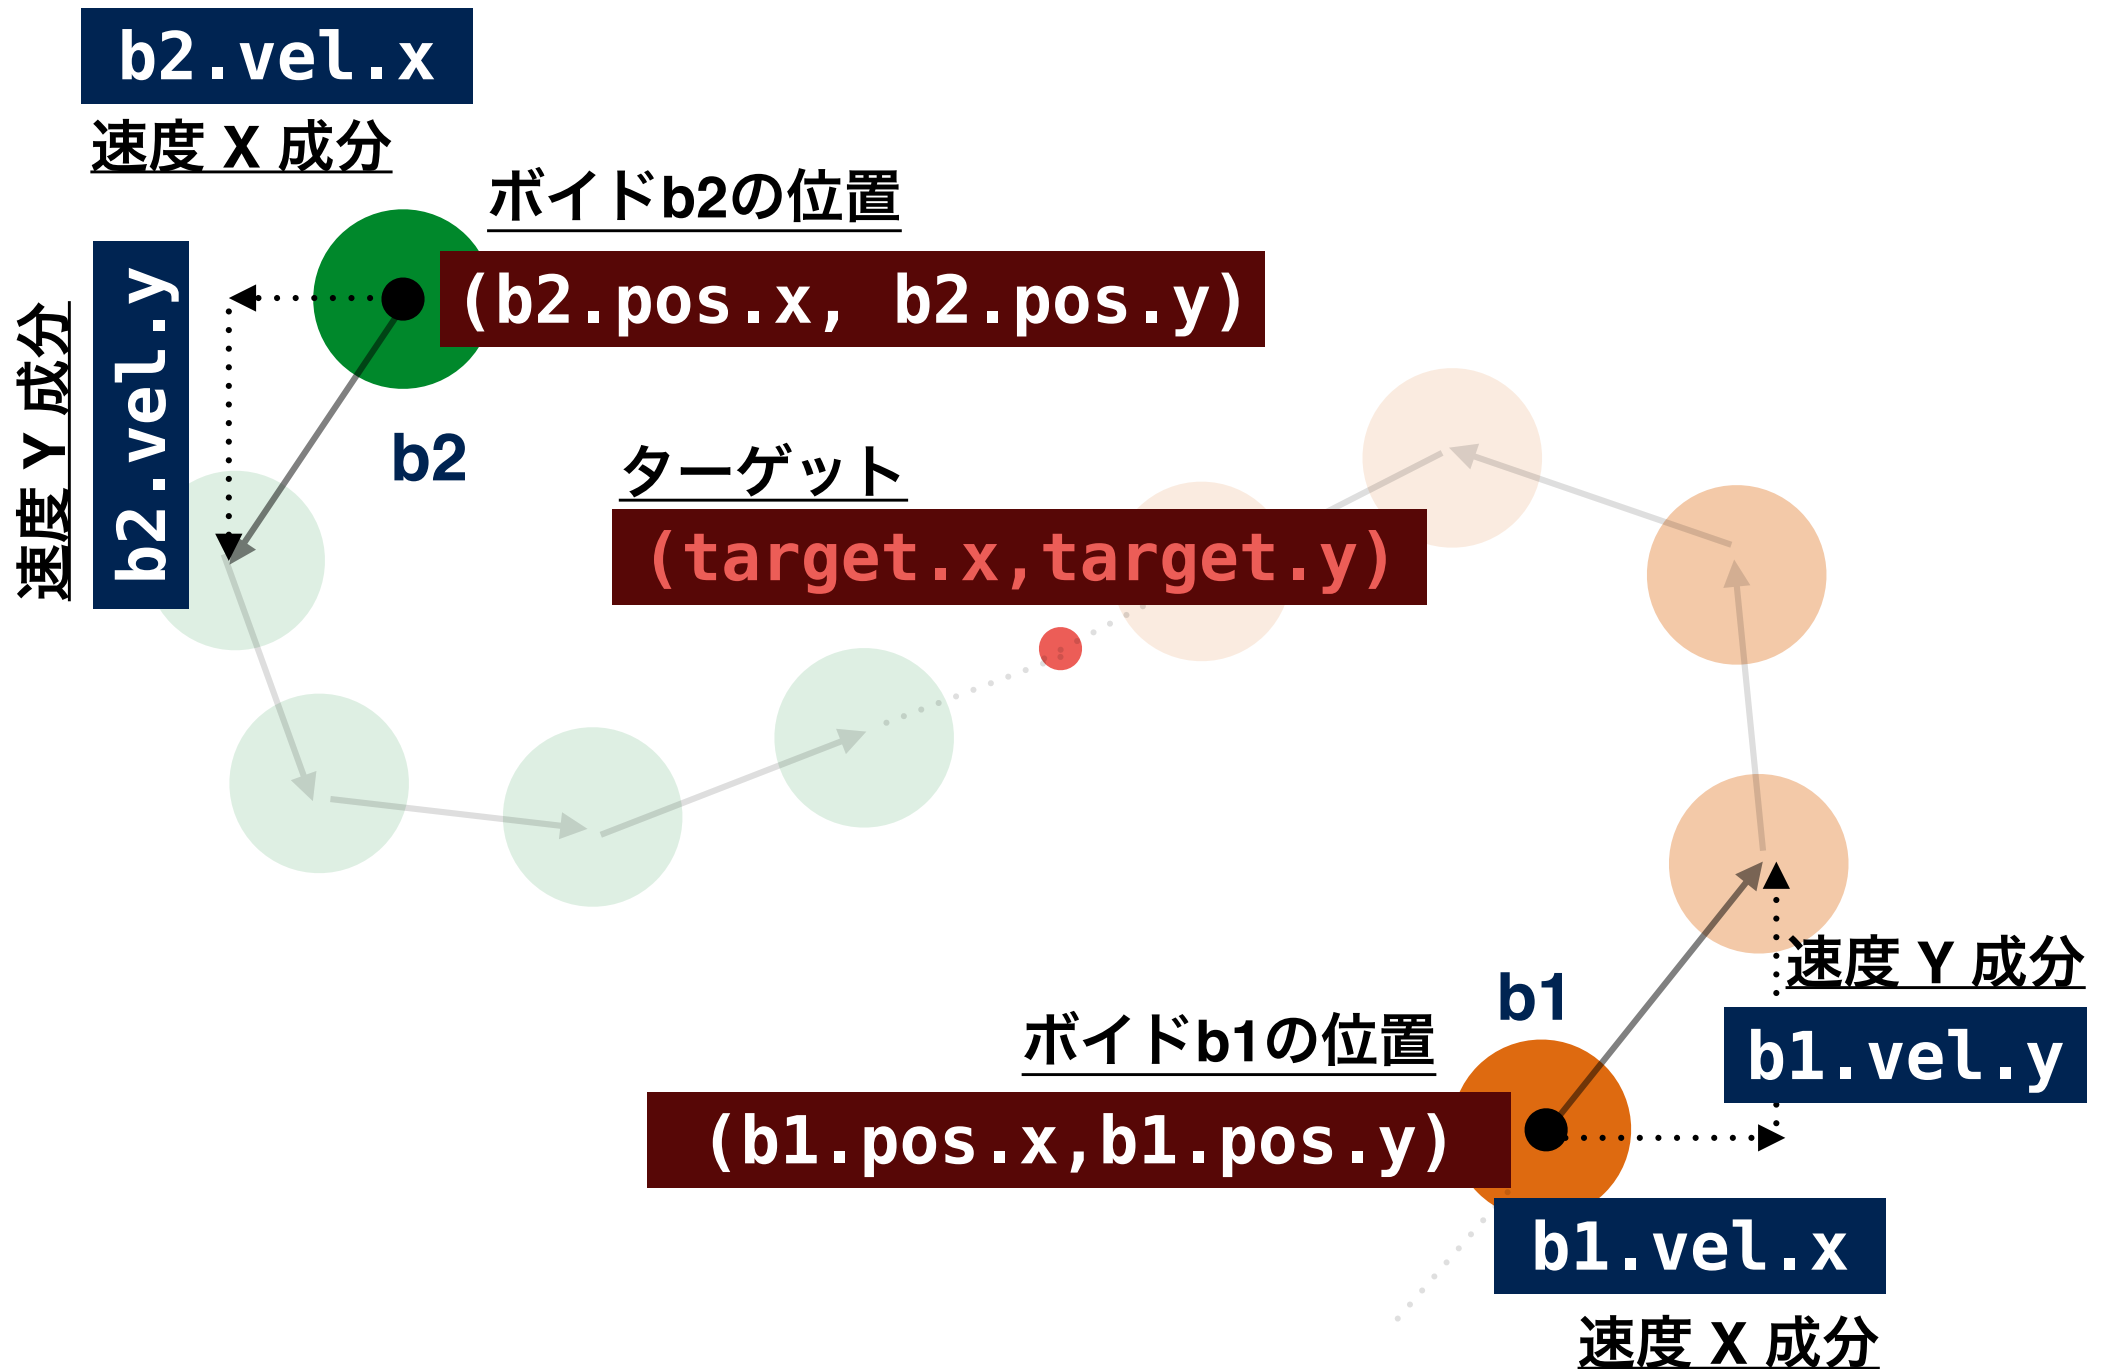 b2.vel.x
速度 X 成分
ボイドb2の位置
(b2.pos.x, b2.pos.y)
速度 Y 成分
b2.vel.y
b2
ターゲット
(target.x,target.y)
速度 Y 成分
b1
b1.vel.y
ボイドb1の位置
(b1.pos.x,b1.pos.y)
b1.vel.x
速度 X 成分